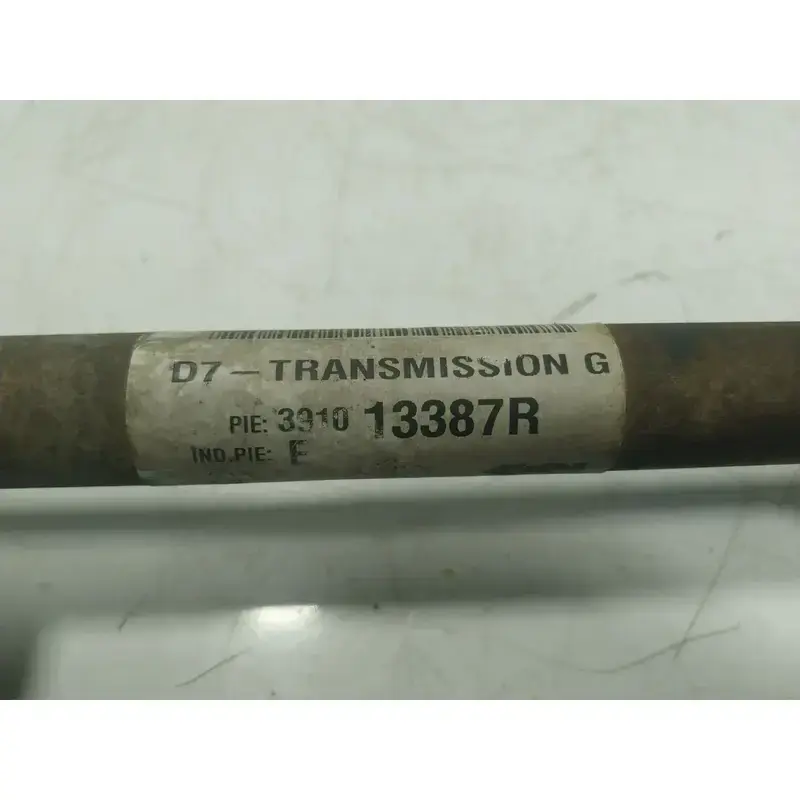 D7-TRANSMISSION G
PIE: 3910 13387R
IND.PIE: F